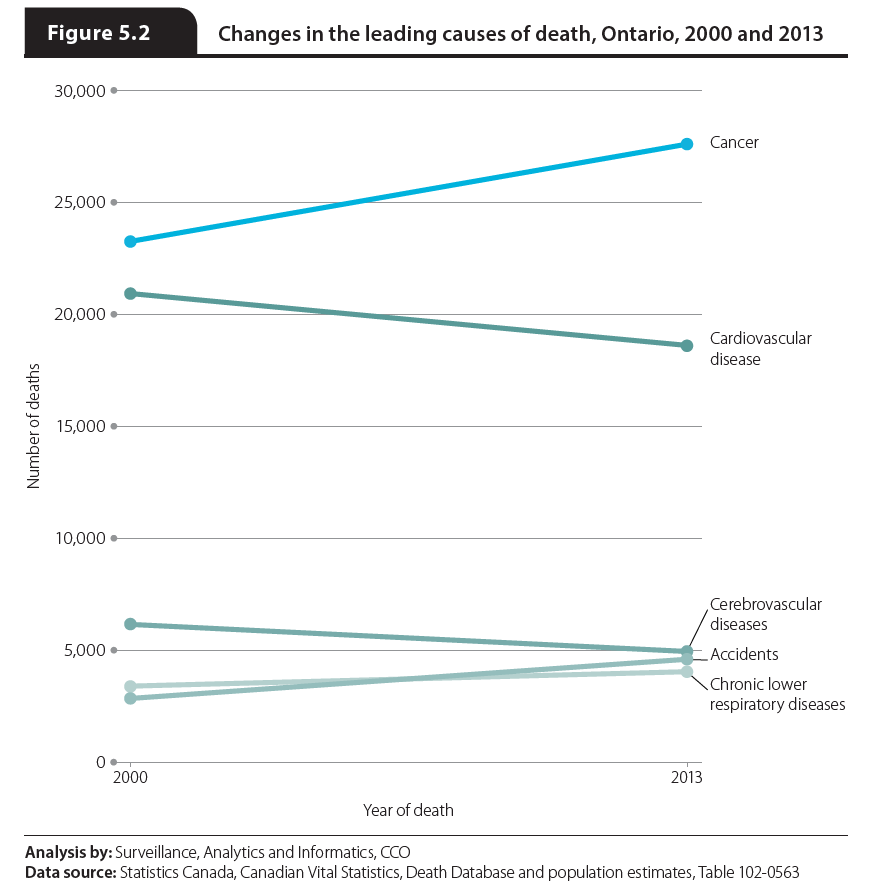 Figure 5.2
Changes in the leading causes of death, Ontario, 2000 and 2013
30,000
Cancer
25,000
20,000
Cardiovascular
disease
15,000
Number of deaths
10,000
Cerebrovascular
diseases
5,000
Accidents
Chronic lower
respiratory diseases
0
2000
2013
Year of death
Analysis by: Surveillance, Analytics and Informatics, CCO
Data source: Statistics Canada, Canadian Vital Statistics, Death Database and population estimates, Table 102-0563